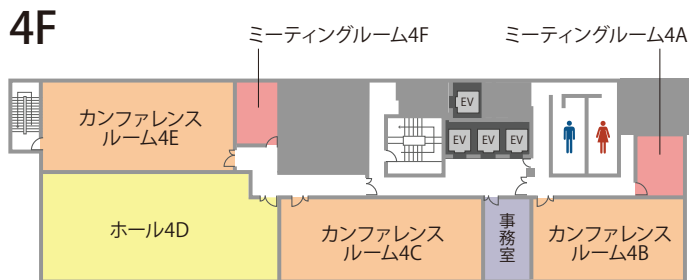 4F
ミーティングルーム4F
ミーティングルーム4A
カンファレンス
ルーム4E
EV
EV
EV
EV
ホール4D
カンファレンス
ルーム4C
事務室
カンファレンス
ルーム4B